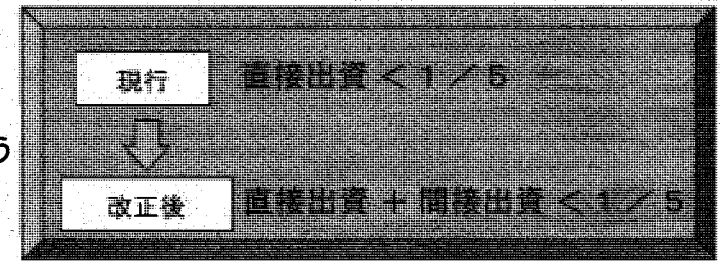 現行 直接出資 < 1/5
う
改正後 直接出資 + 間接出資 < 1/5